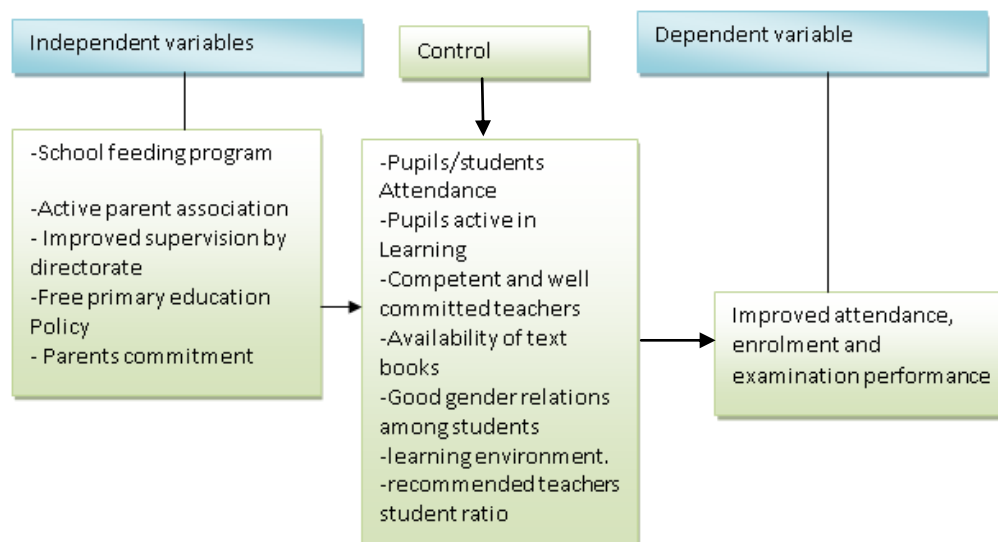 Independent variables
Control
Dependent variable
-School feeding program
-Active parent association
- Improved supervision by
directorate
-Free primary education
Policy
- Parents commitment
-Pupils/students
Attendance
-Pupils active in
Learning
-Competent and well
committed teachers
-Availability of text
books
-Good gender relations
among students
-learning environment.
-recommended teachers
student ratio
Improved attendance,
enrolment and
examination performance